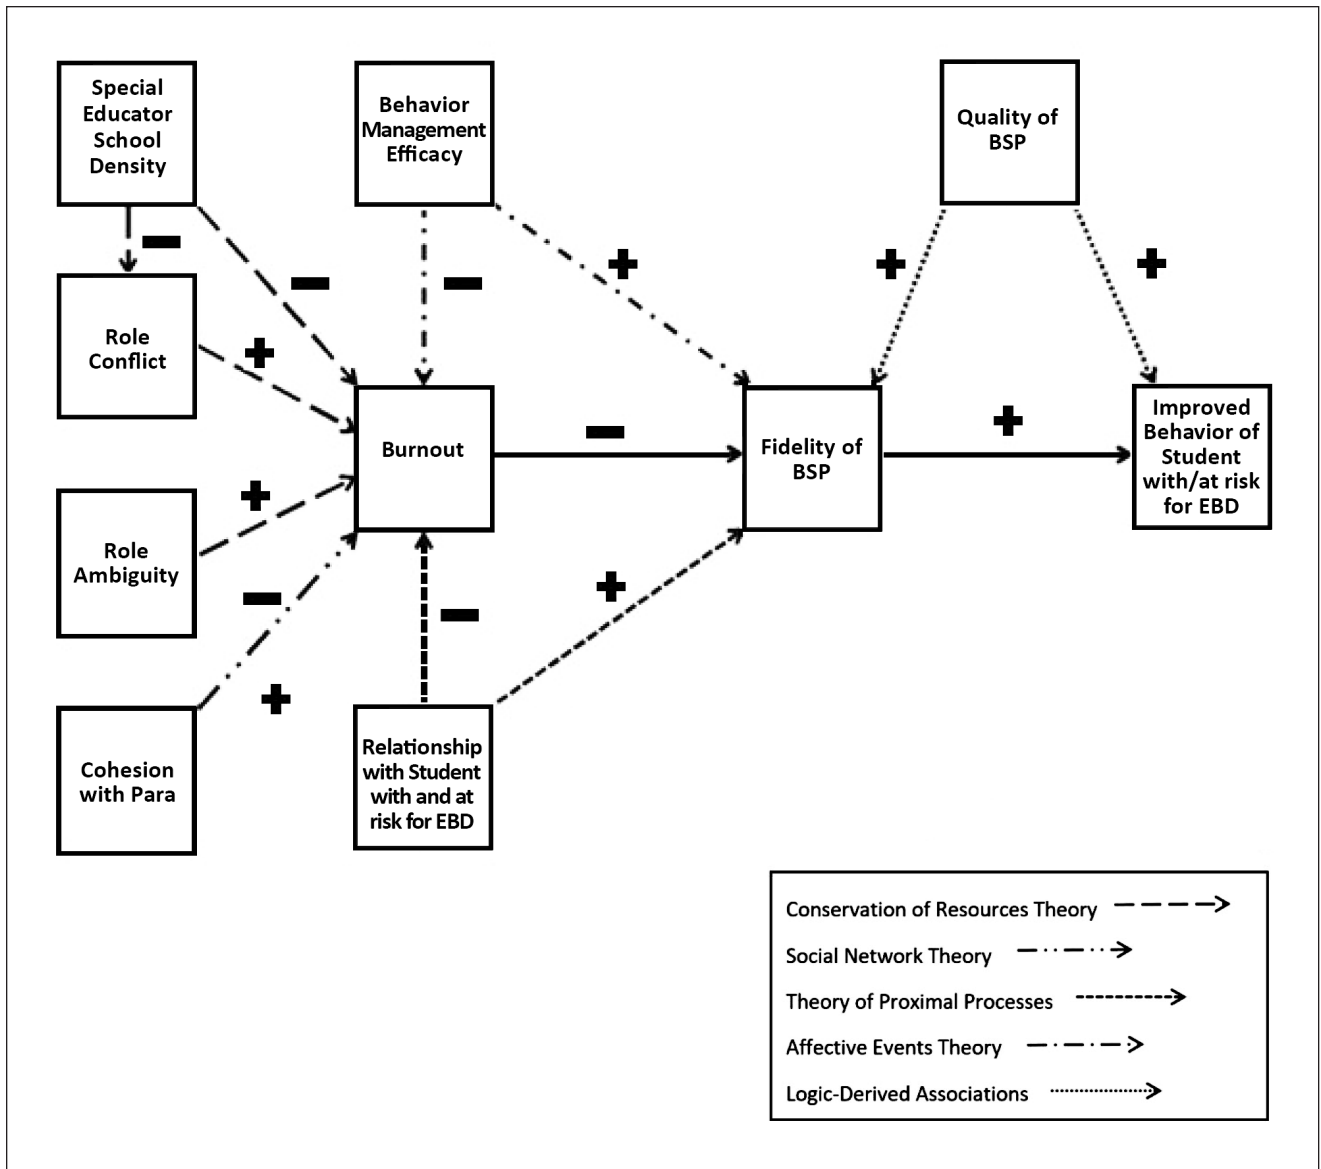 Special
Educator
School
Density
Behavior
Management
Efficacy
Quality of
BSP
Role
Conflict
Burnout
Fidelity of
BSP
Improved
Behavior of
Student
with/at risk
for EBD
Role
Ambiguity
Cohesion
with Para
Relationship
with Student
with and at
risk for EBD
Conservation of Resources Theory
Social Network Theory
Theory of Proximal Processes
Affective Events Theory
Logic-Derived Associations